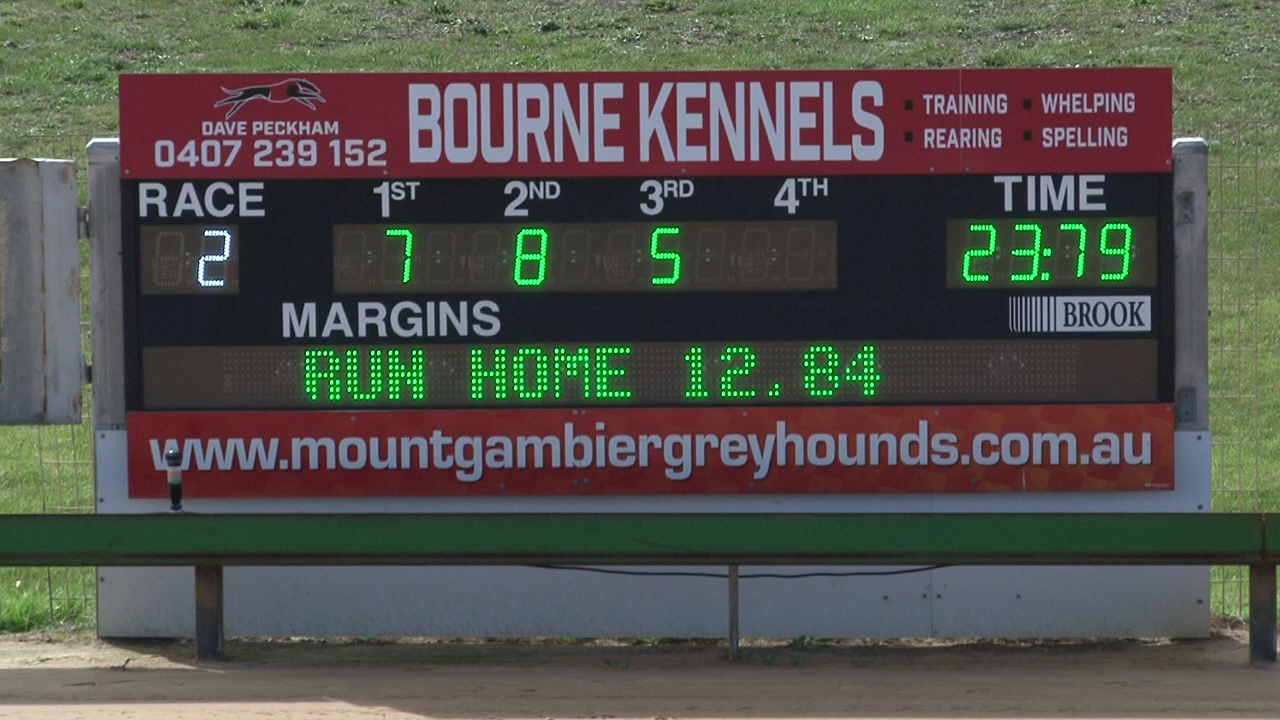 BOURNE KENNELS
DAVE PECKHAM
0407 239 152
▪ TRAINING ▪ WHELPING
▪ REARING ▪ SPELLING
RACE 1ST 2ND 3RD 4TH TIME
2 7 8 5 23:79
MARGINS
BROOK
RUN HOME 12.84
www.mountgambiergreyhounds.com.au